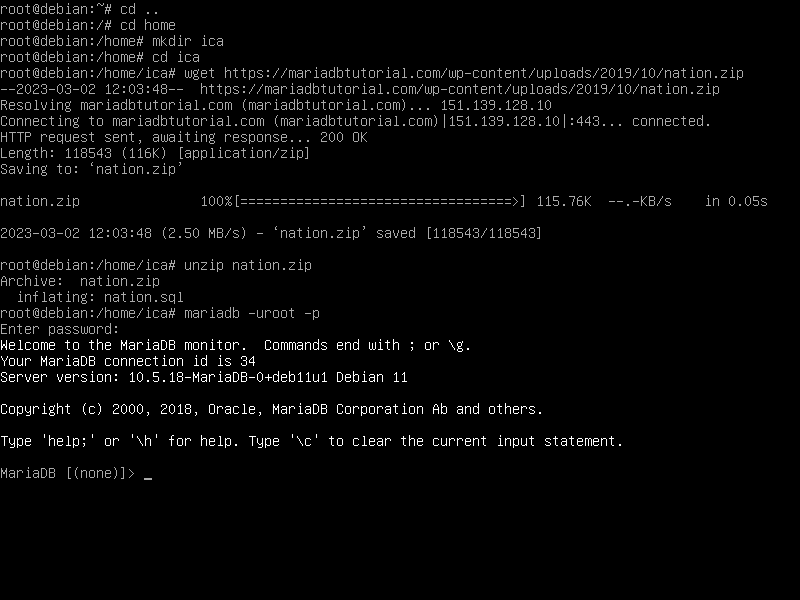 root@debian:~# cd ..
root@debian:/# cd home
root@debian:/home# mkdir ica
root@debian:/home# cd ica
root@debian:/home/ica# wget https://mariadbtutorial.com/wp-content/uploads/2019/10/nation.zip
--2023-03-02 12:03:48--  https://mariadbtutorial.com/wp-content/uploads/2019/10/nation.zip
Resolving mariadbtutorial.com (mariadbtutorial.com)... 151.139.128.10
Connecting to mariadbtutorial.com (mariadbtutorial.com)|151.139.128.10|:443... connected.
HTTP request sent, awaiting response... 200 OK
Length: 118543 (116K) [application/zip]
Saving to: ‘nation.zip’
nation.zip               100%[==================================>] 115.76K  --.-KB/s    in 0.05s
2023-03-02 12:03:48 (2.50 MB/s) - ‘nation.zip’ saved [118543/118543]
root@debian:/home/ica# unzip nation.zip
Archive:  nation.zip
  inflating: nation.sql
root@debian:/home/ica# mariadb -uroot -p
Enter password:
Welcome to the MariaDB monitor.  Commands end with ; or \g.
Your MariaDB connection id is 34
Server version: 10.5.18-MariaDB-0+deb11u1 Debian 11
Copyright (c) 2000, 2018, Oracle, MariaDB Corporation Ab and others.
Type 'help;' or '\h' for help. Type '\c' to clear the current input statement.
MariaDB [(none)]> _